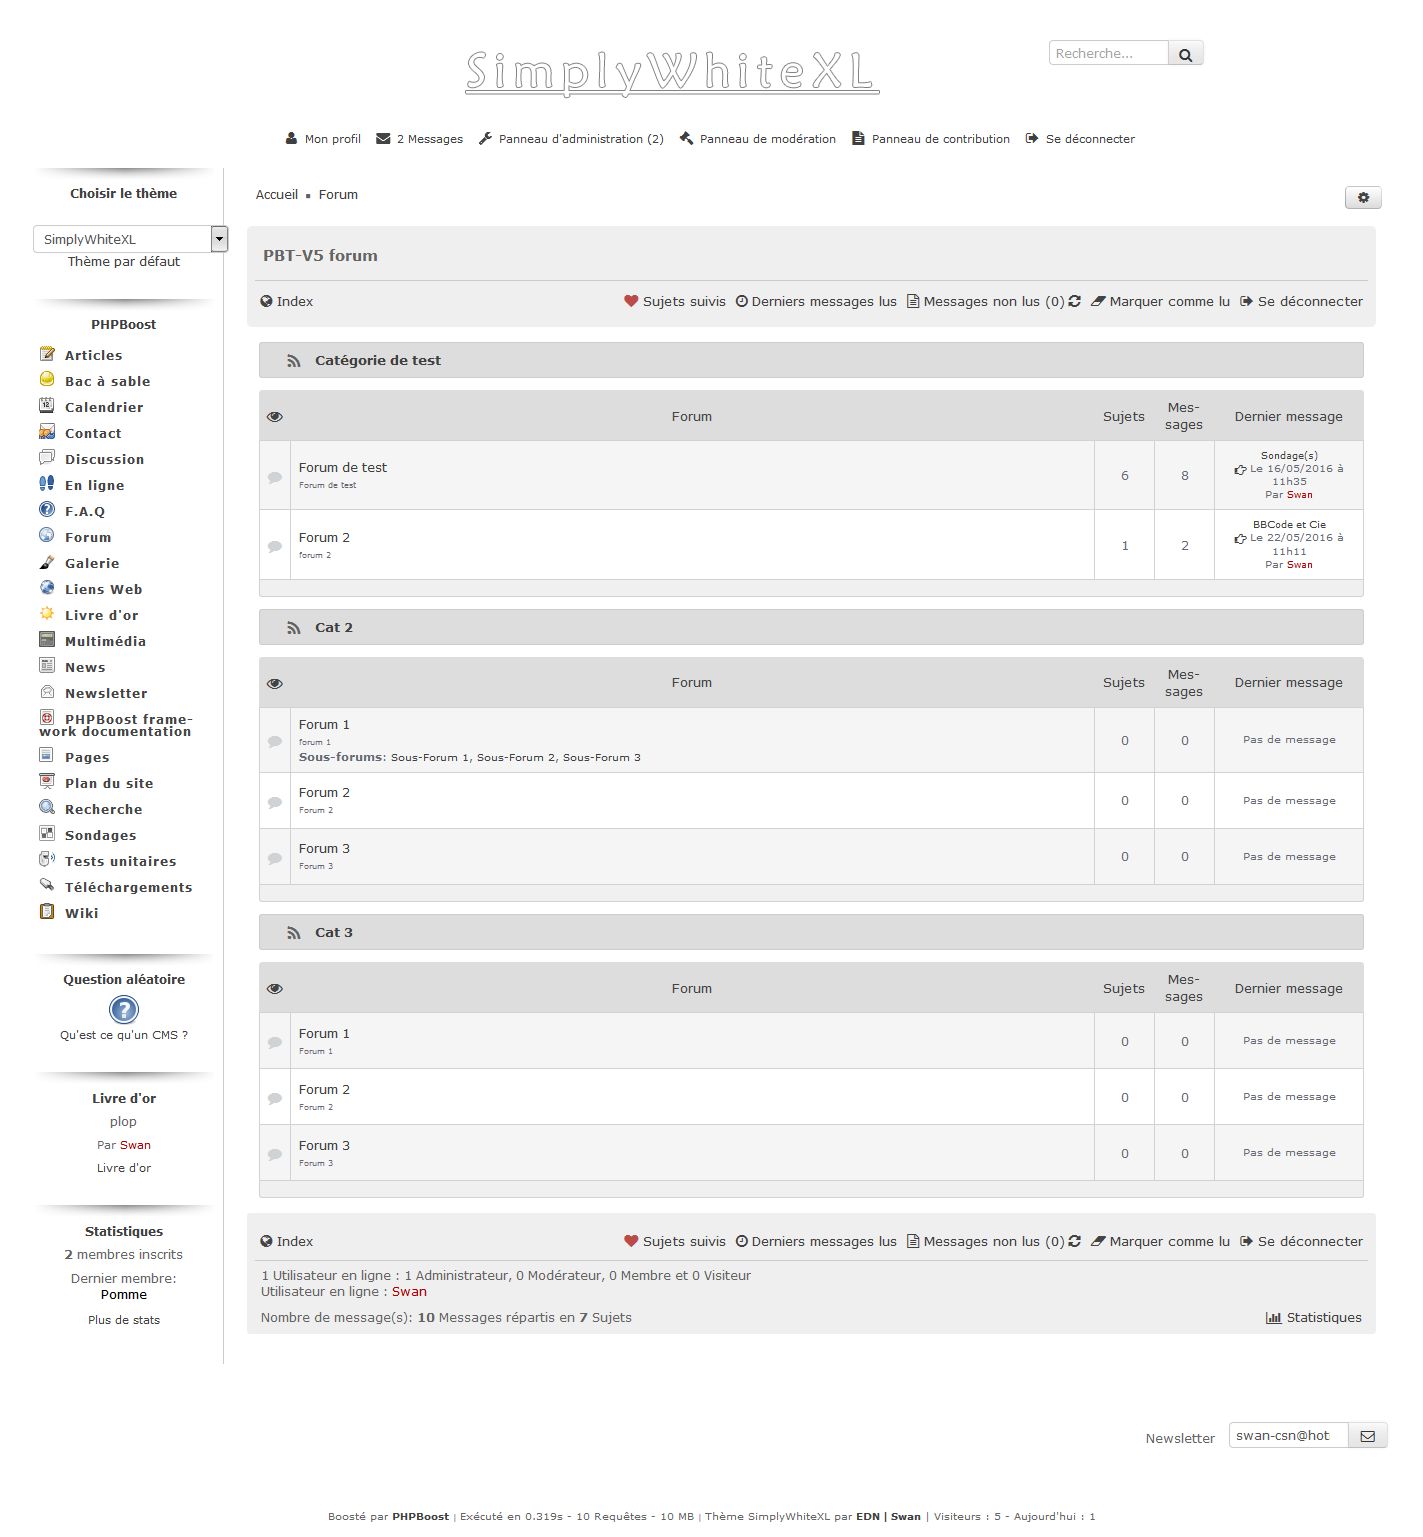 SimplyWhiteXL
Recherche...
Mon profil 2 Messages Panneau d'administration (2) Panneau de modération Panneau de contribution Se déconnecter
Choisir le thème
SimplyWhiteXL
Thème par défaut
PHPBoost
Articles
Bac à sable
Calendrier
Contact
Discussion
En ligne
F.A.Q
Forum
Galerie
Liens Web
Livre d'or
Multimédia
News
Newsletter
PHPBoost frame-
work documentation
Pages
Plan du site
Recherche
Sondages
Tests unitaires
Téléchargements
Wiki
Question aléatoire
Qu'est ce qu'un CMS ?
Livre d'or
plop
Par Swan
Livre d'or
Statistiques
2 membres inscrits
Dernier membre:
Pomme
Plus de stats
Accueil Forum
PBT-V5 forum
Index Sujets suivis Derniers messages lus Messages non lus (0) Marquer comme lu Se déconnecter
Catégorie de test
Forum Sujets Mes-
sages Dernier message
Forum de test
Forum de test
6 8
Sondage(s)
Le 16/05/2016 à
11h35
Par Swan
Forum 2
forum 2
1 2
BBCode et Cie
Le 22/05/2016 à
11h11
Par Swan
Cat 2
Forum Sujets Mes-
sages Dernier message
Forum 1
forum 1
Sous-forums: Sous-Forum 1, Sous-Forum 2, Sous-Forum 3
0 0 Pas de message
Forum 2
Forum 2
0 0 Pas de message
Forum 3
Forum 3
0 0 Pas de message
Cat 3
Forum Sujets Mes-
sages Dernier message
Forum 1
Forum 1
0 0 Pas de message
Forum 2
Forum 2
0 0 Pas de message
Forum 3
Forum 3
0 0 Pas de message
Index Sujets suivis Derniers messages lus Messages non lus (0) Marquer comme lu Se déconnecter
1 Utilisateur en ligne : 1 Administrateur, 0 Modérateur, 0 Membre et 0 Visiteur
Utilisateur en ligne : Swan
Nombre de message(s): 10 Messages répartis en 7 Sujets Statistiques
Newsletter swan-csn@hot
Boosté par PHPBoost | Exécuté en 0.319s - 10 Requêtes - 10 MB | Thème SimplyWhiteXL par EDN | Swan | Visiteurs : 5 - Aujourd'hui : 1